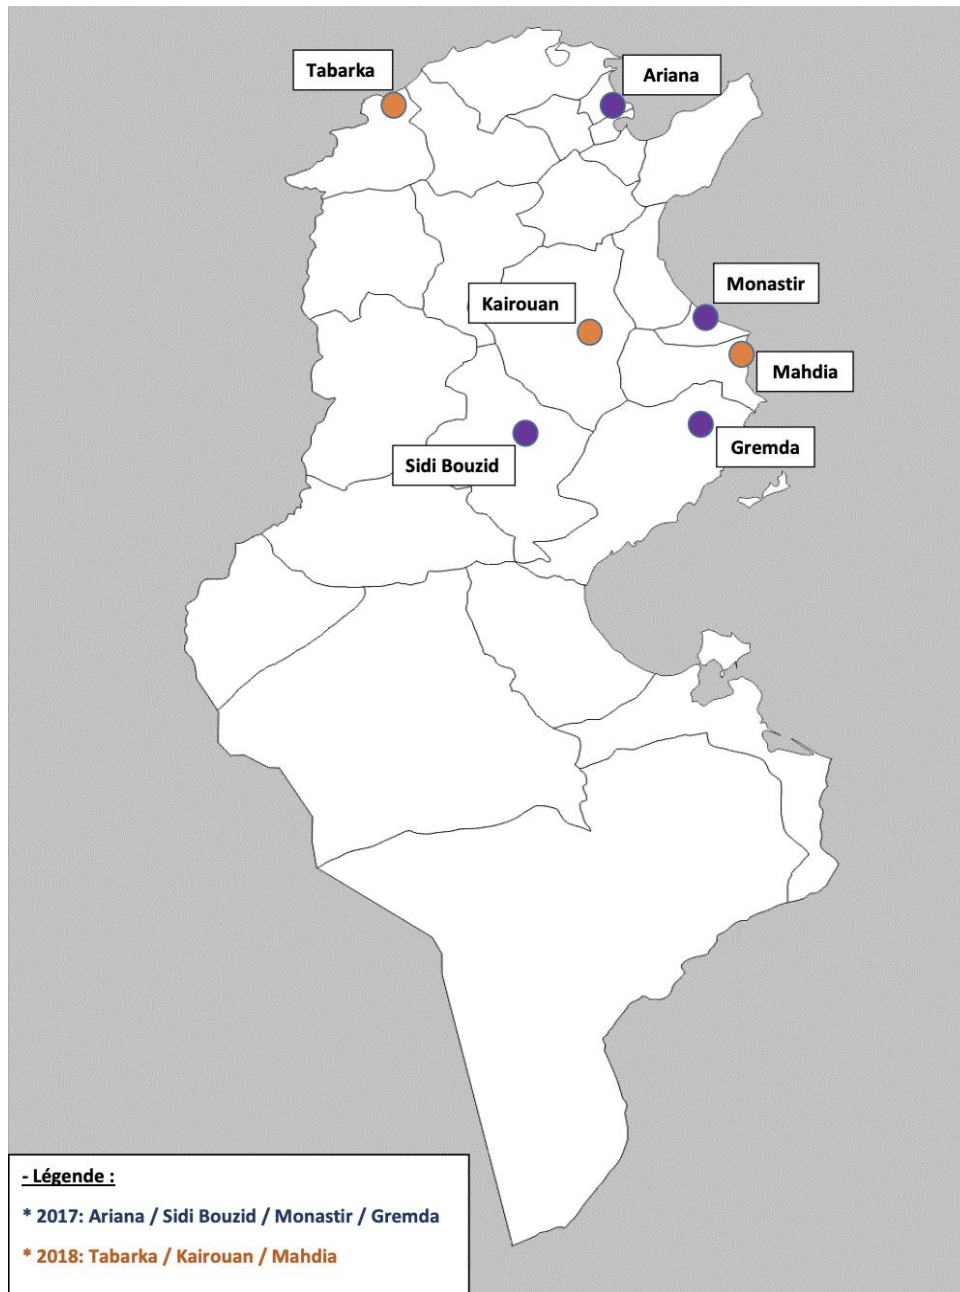 Tabarka
Ariana
Monastir
Kairouan
Mahdia
Gremda
Sidi Bouzid
- Légende :
* 2017: Ariana / Sidi Bouzid / Monastir / Gremda
* 2018: Tabarka / Kairouan / Mahdia